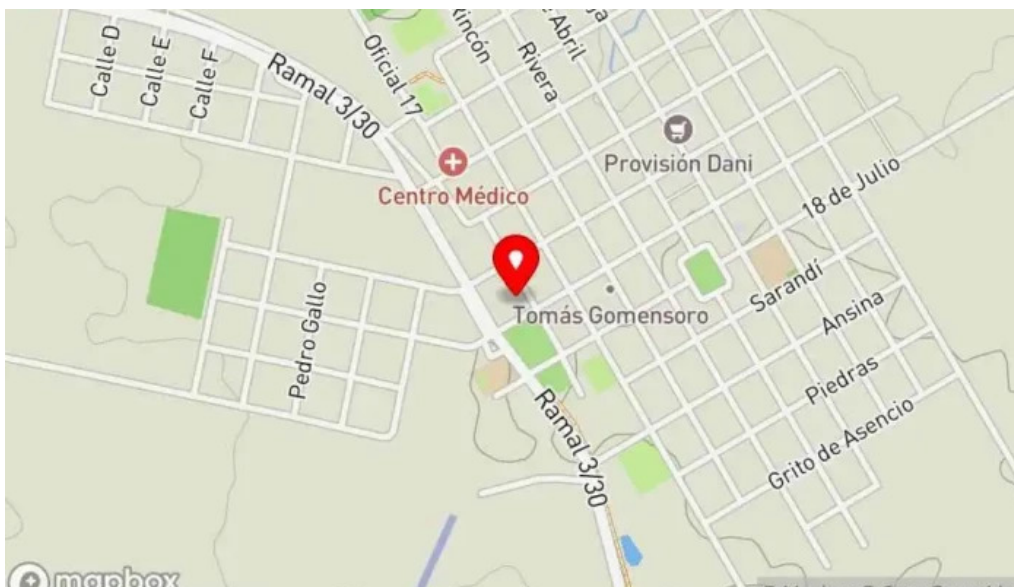 Calle D
Calle E
Calle F
Ramal 3/30
Oficial 17
Rincón
Rivera
Abril
Provisión Dani
Centro Médico
18 de Julio
Tomás Gomensoro
Sarandí
Ansina
Pedro Gallo
Piedras
Ramal 3/30
Grito de Asencio
mapbox